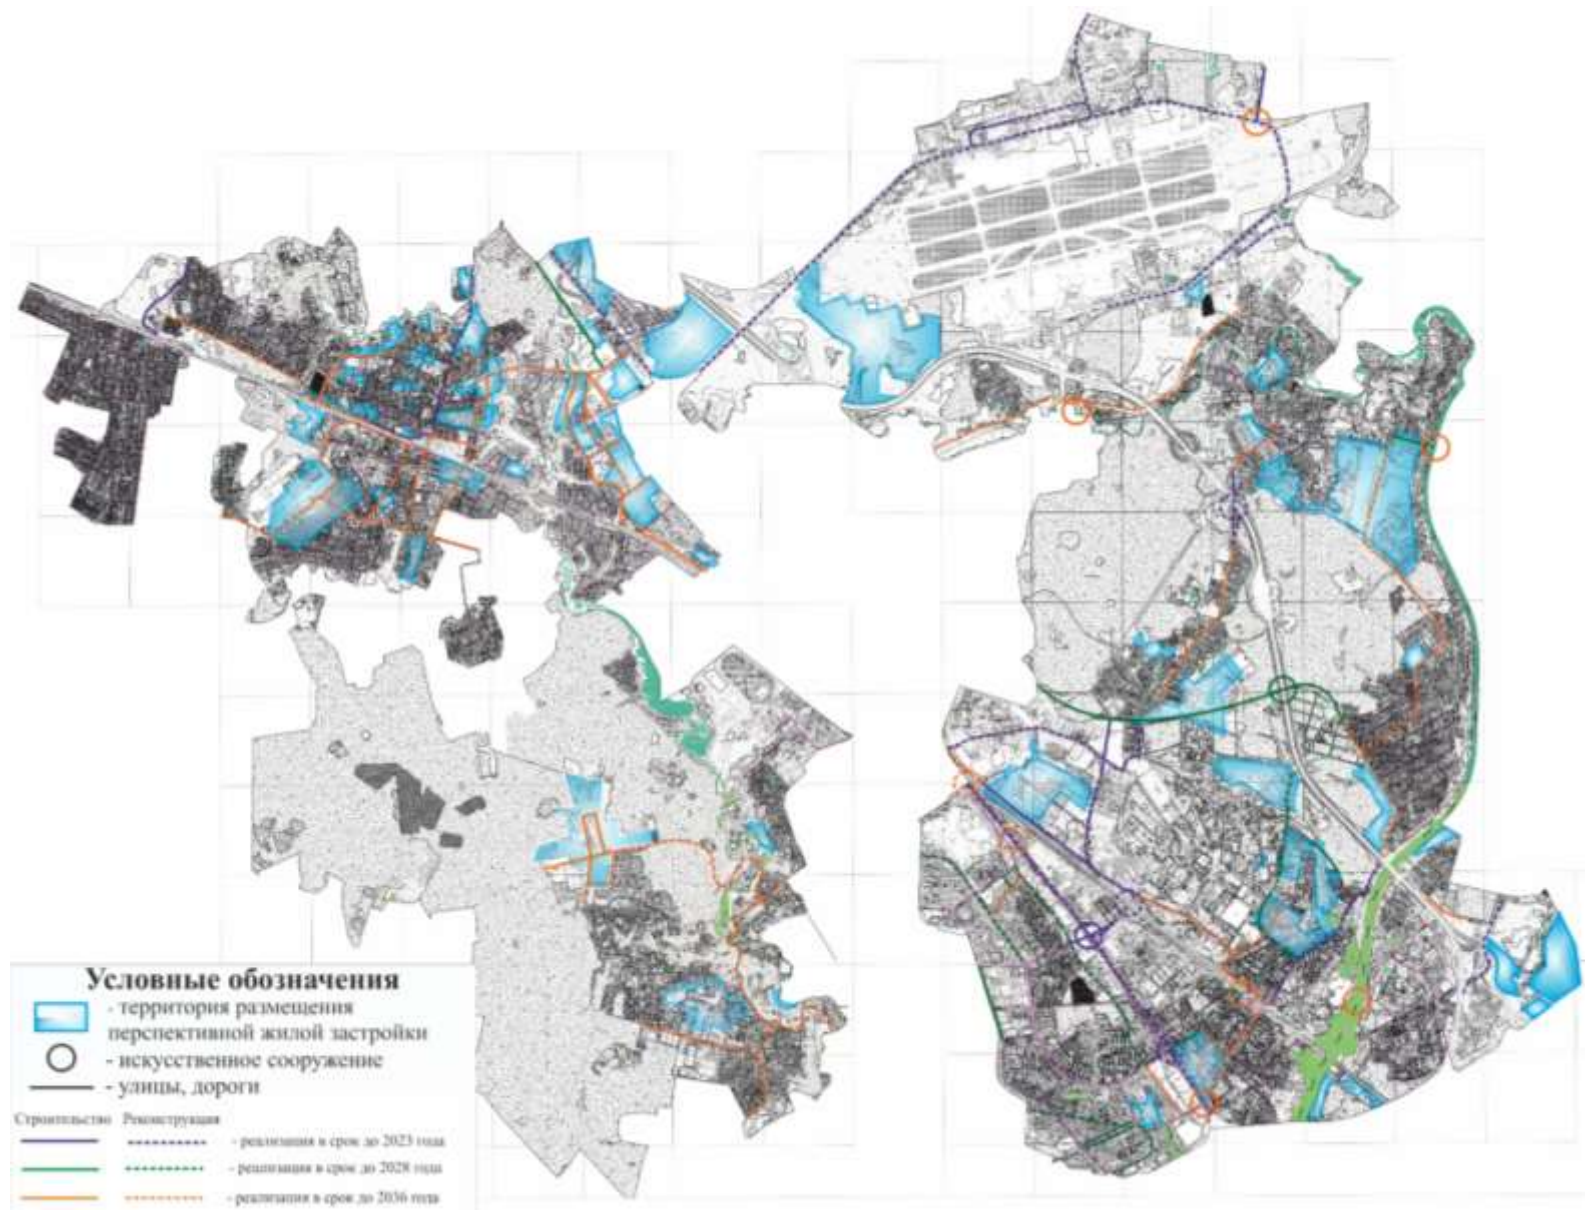 Условные обозначения
- территория размещения
перспективной жилой застройки
- искусственное сооружение
- улицы, дороги
Строительство Реконструкция
- реализация в срок до 2023 года
- реализация в срок до 2028 года
- реализация в срок до 2036 года